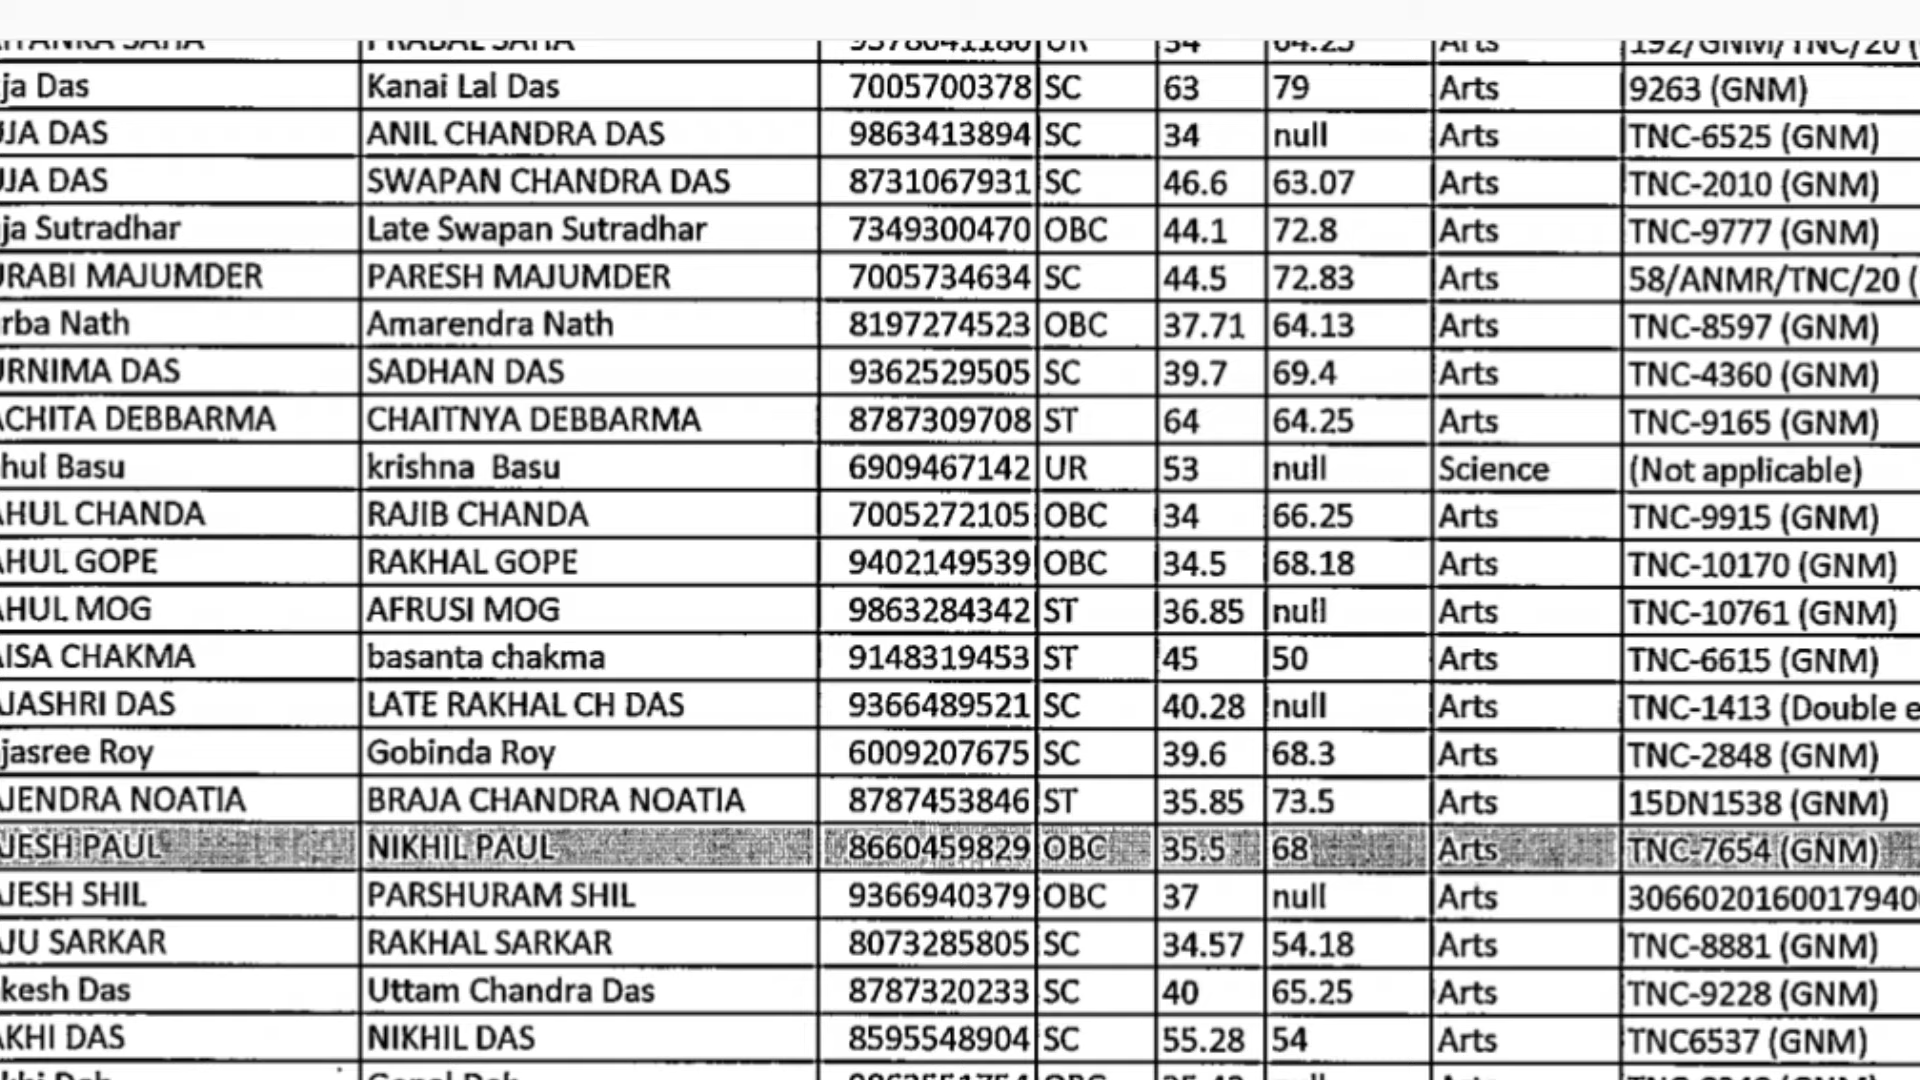 ja Das Kanai Lal Das 7005700378 SC 63 79 Arts 9263 (GNM)
JA DAS ANIL CHANDRA DAS 9863413894 SC 34 null Arts TNC-6525 (GNM)
JA DAS SWAPAN CHANDRA DAS 8731067931 SC 46.6 63.07 Arts TNC-2010 (GNM)
ja Sutradhar Late Swapan Sutradhar 7349300470 OBC 44.1 72.8 Arts TNC-9777 (GNM)
RABI MAJUMDER PARESH MAJUMDER 7005734634 SC 44.5 72.83 Arts 58/ANMR/TNC/20 (
rba Nath Amarendra Nath 8197274523 OBC 37.71 64.13 Arts TNC-8597 (GNM)
RNIMA DAS SADHAN DAS 9362529505 SC 39.7 69.4 Arts TNC-4360 (GNM)
ACHITA DEBBARMA CHAITNYA DEBBARMA 8787309708 ST 64 64.25 Arts TNC-9165 (GNM)
hul Basu krishna Basu 6909467142 UR 53 null Science (Not applicable)
AHUL CHANDA RAJIB CHANDA 7005272105 OBC 34 66.25 Arts TNC-9915 (GNM)
AHUL GOPE RAKHAL GOPE 9402149539 OBC 34.5 68.18 Arts TNC-10170 (GNM)
AHUL MOG AFRUSI MOG 9863284342 ST 36.85 null Arts TNC-10761 (GNM)
AISA CHAKMA basanta chakma 9148319453 ST 45 50 Arts TNC-6615 (GNM)
JASHRI DAS LATE RAKHAL CH DAS 9366489521 SC 40.28 null Arts TNC-1413 (Double e
jasree Roy Gobinda Roy 6009207675 SC 39.6 68.3 Arts TNC-2848 (GNM)
JENDRA NOATIA BRAJA CHANDRA NOATIA 8787453846 ST 35.85 73.5 Arts 15DN1538 (GNM)
JESH PAUL NIKHIL PAUL 8660459829 OBC 35.5 68 Arts TNC-7654 (GNM)
JESH SHIL PARSHURAM SHIL 9366940379 OBC 37 null Arts 3066020160017940
JU SARKAR RAKHAL SARKAR 8073285805 SC 34.57 54.18 Arts TNC-8881 (GNM)
kesh Das Uttam Chandra Das 8787320233 SC 40 65.25 Arts TNC-9228 (GNM)
AKHI DAS NIKHIL DAS 8595548904 SC 55.28 54 Arts TNC6537 (GNM)